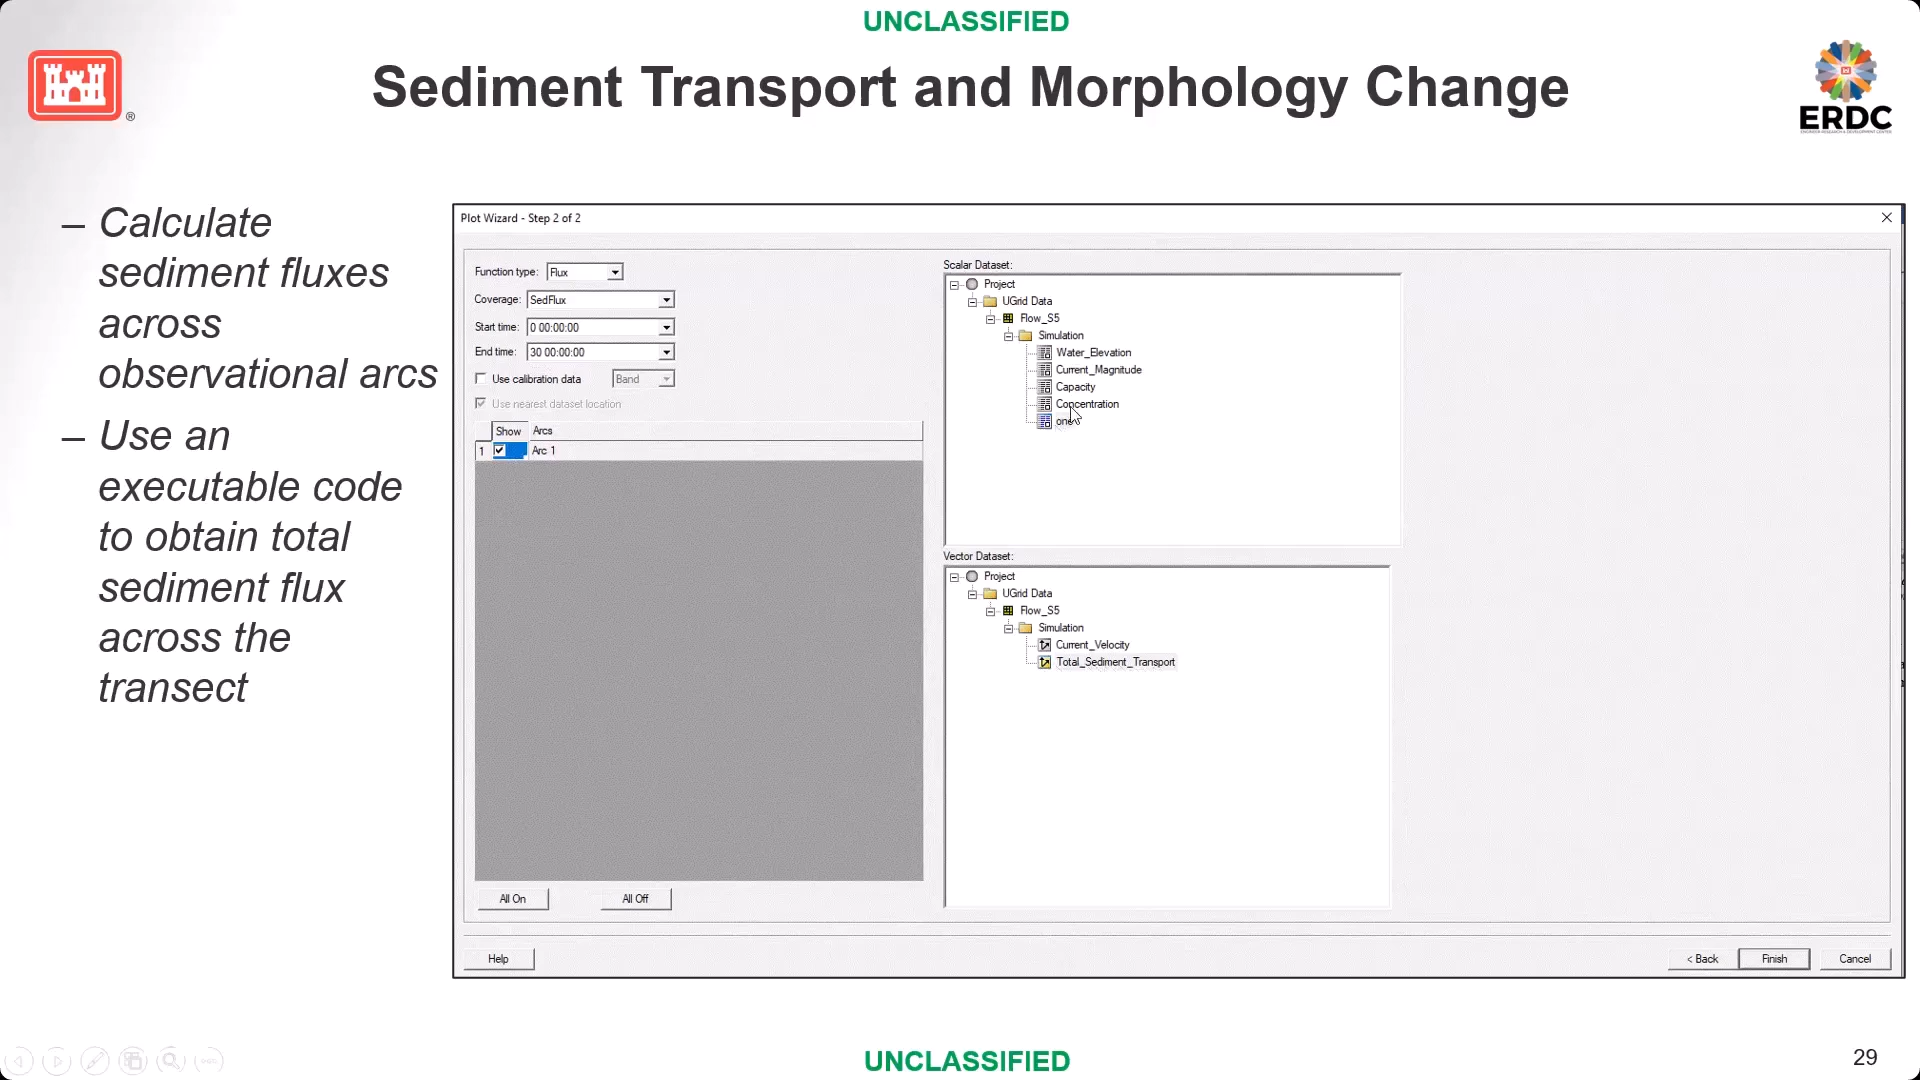 UNCLASSIFIED
Sediment Transport and Morphology Change
®
ERDC
– Calculate
sediment fluxes
across
observational arcs
– Use an
executable code
to obtain total
sediment flux
across the
transect
Plot Wizard - Step 2 of 2
Function type: Flux
Coverage: SedFlux
Start time: 0 00:00:00
End time: 30 00:00:00
Use calibration data Band
Use nearest dataset location
Show Arcs
1 Arc 1
All On All Off
Scalar Dataset:
Project
UGrid Data
Flow_S5
Simulation
Water_Elevation
Current_Magnitude
Capacity
Concentration
one
Vector Dataset:
Project
UGrid Data
Flow_S5
Simulation
Current_Velocity
Total_Sediment_Transport
Help < Back Finish Cancel
UNCLASSIFIED
29